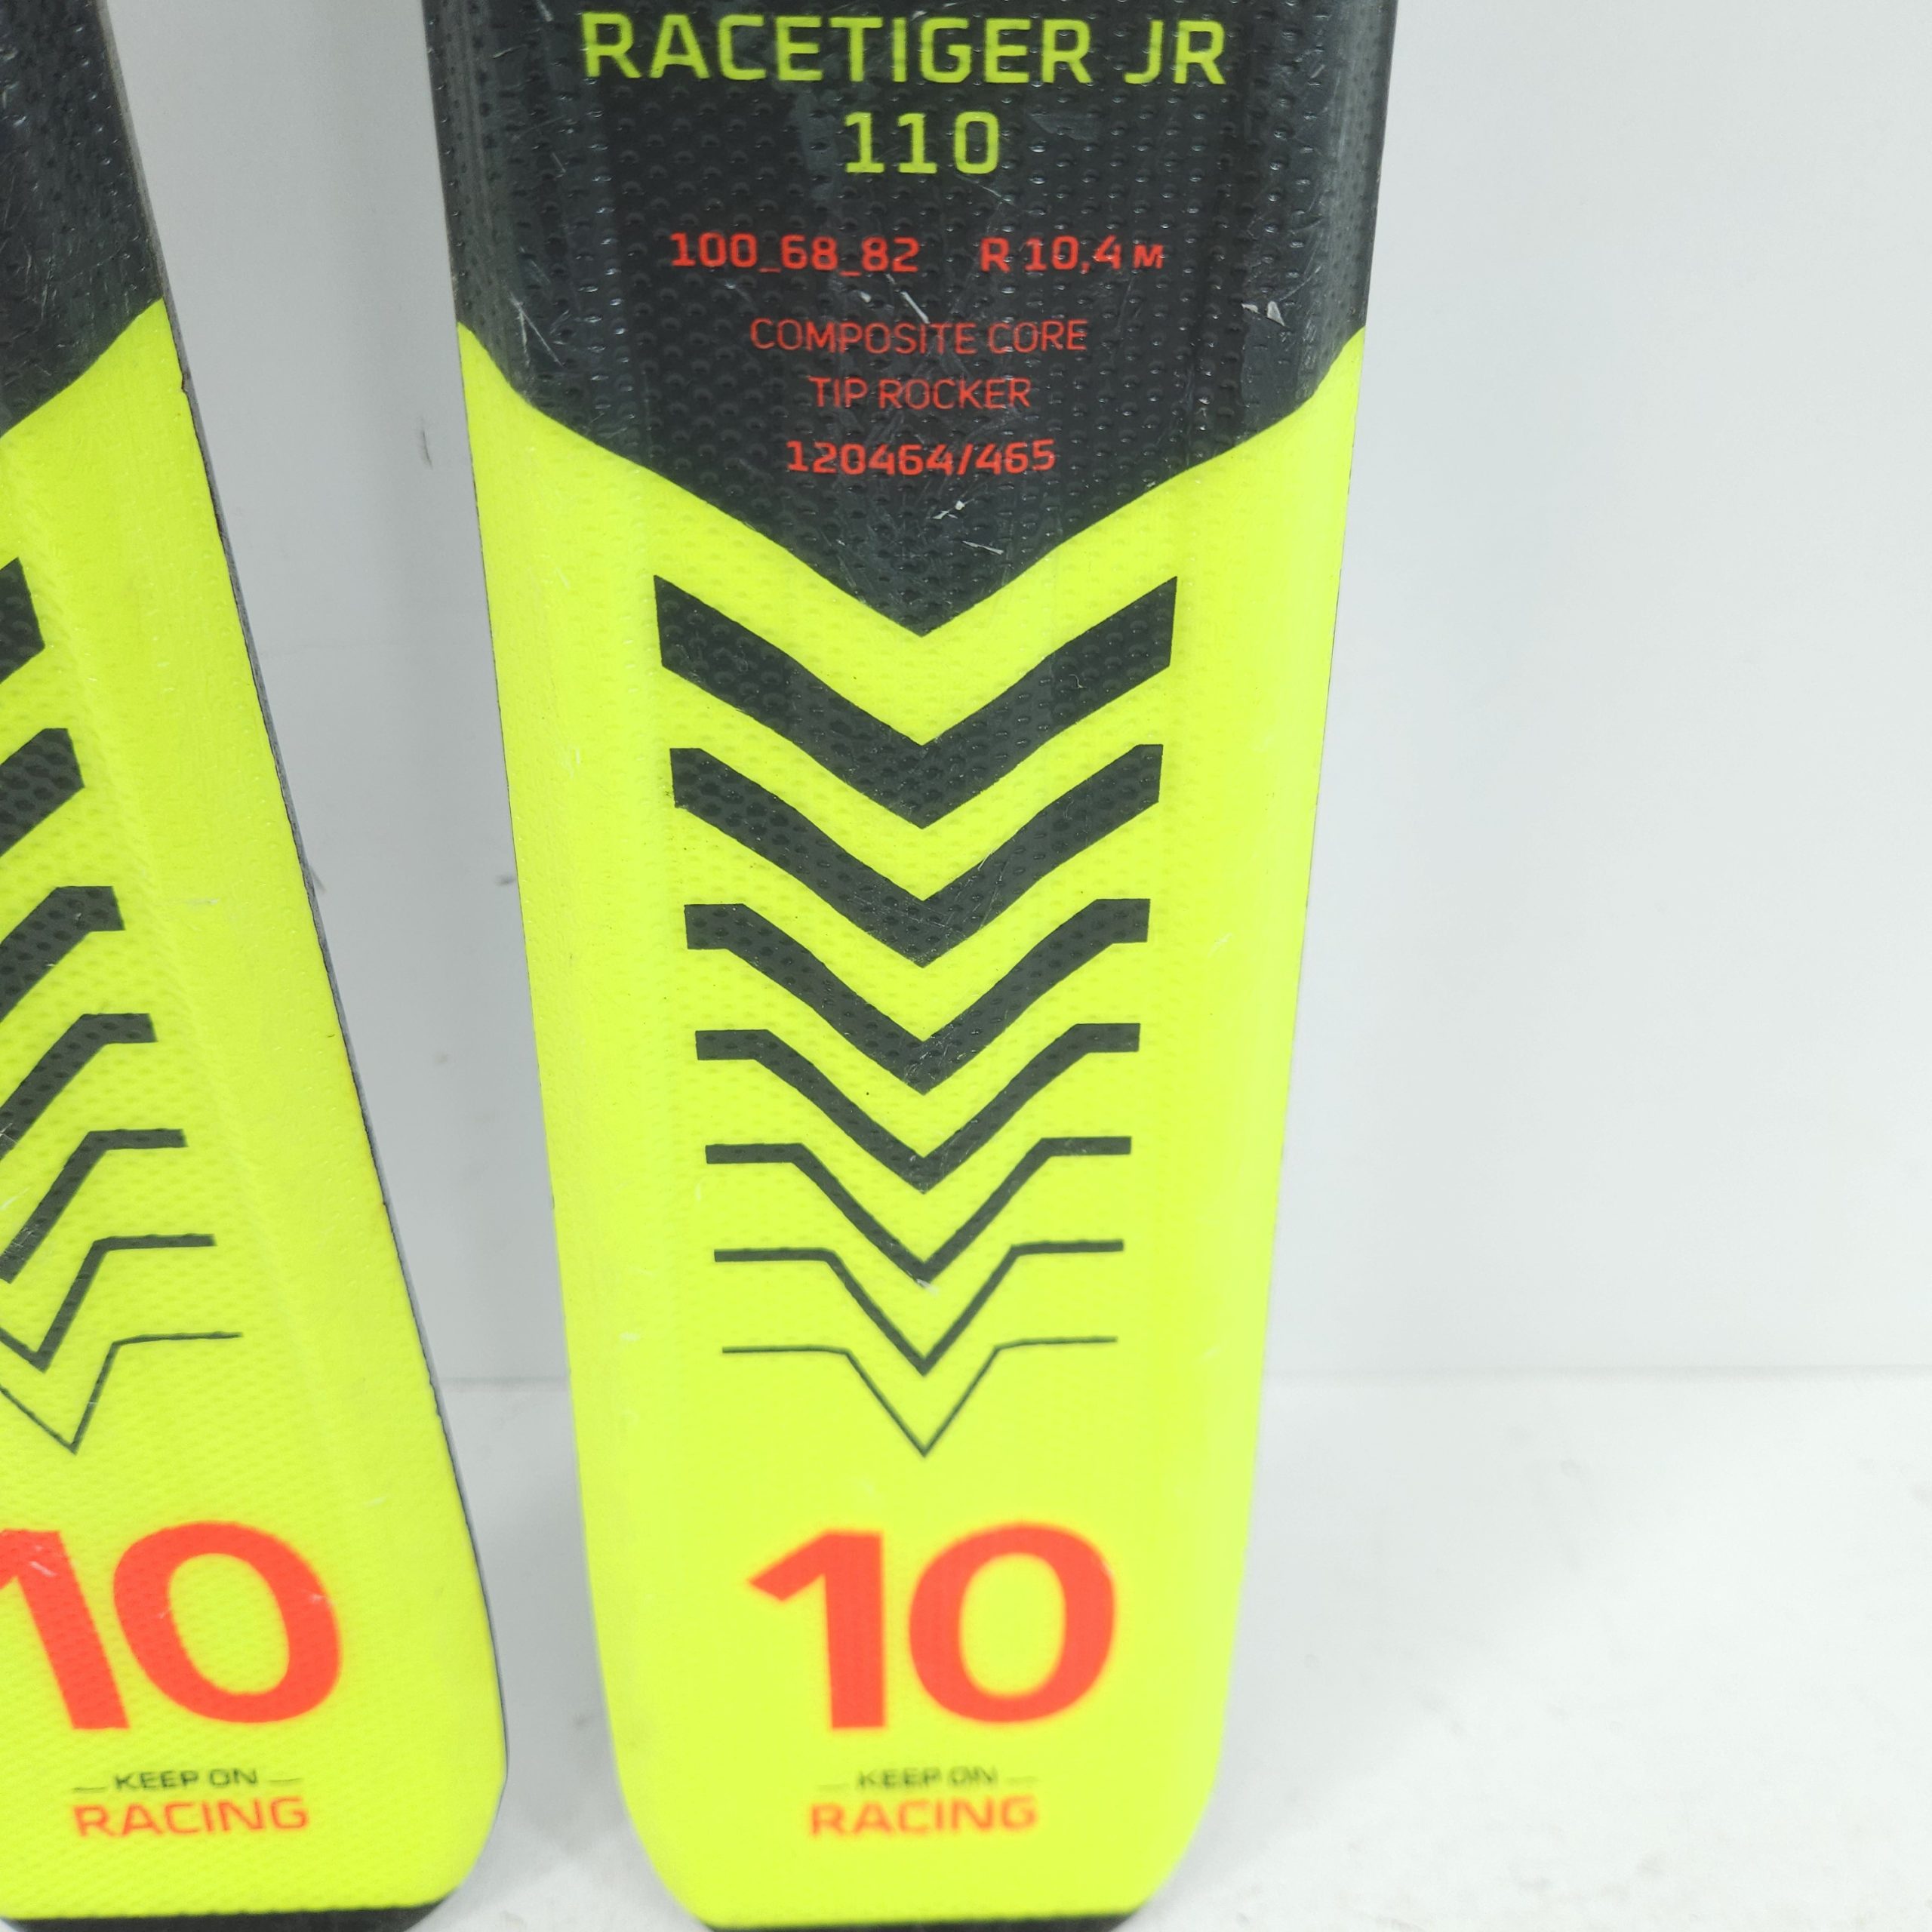 RACETIGER JR
110
100_68_82 R 10,4 M
COMPOSITE CORE
TIP ROCKER
120464/465
10
KEEP ON
RACING
10
KEEP ON
RACING